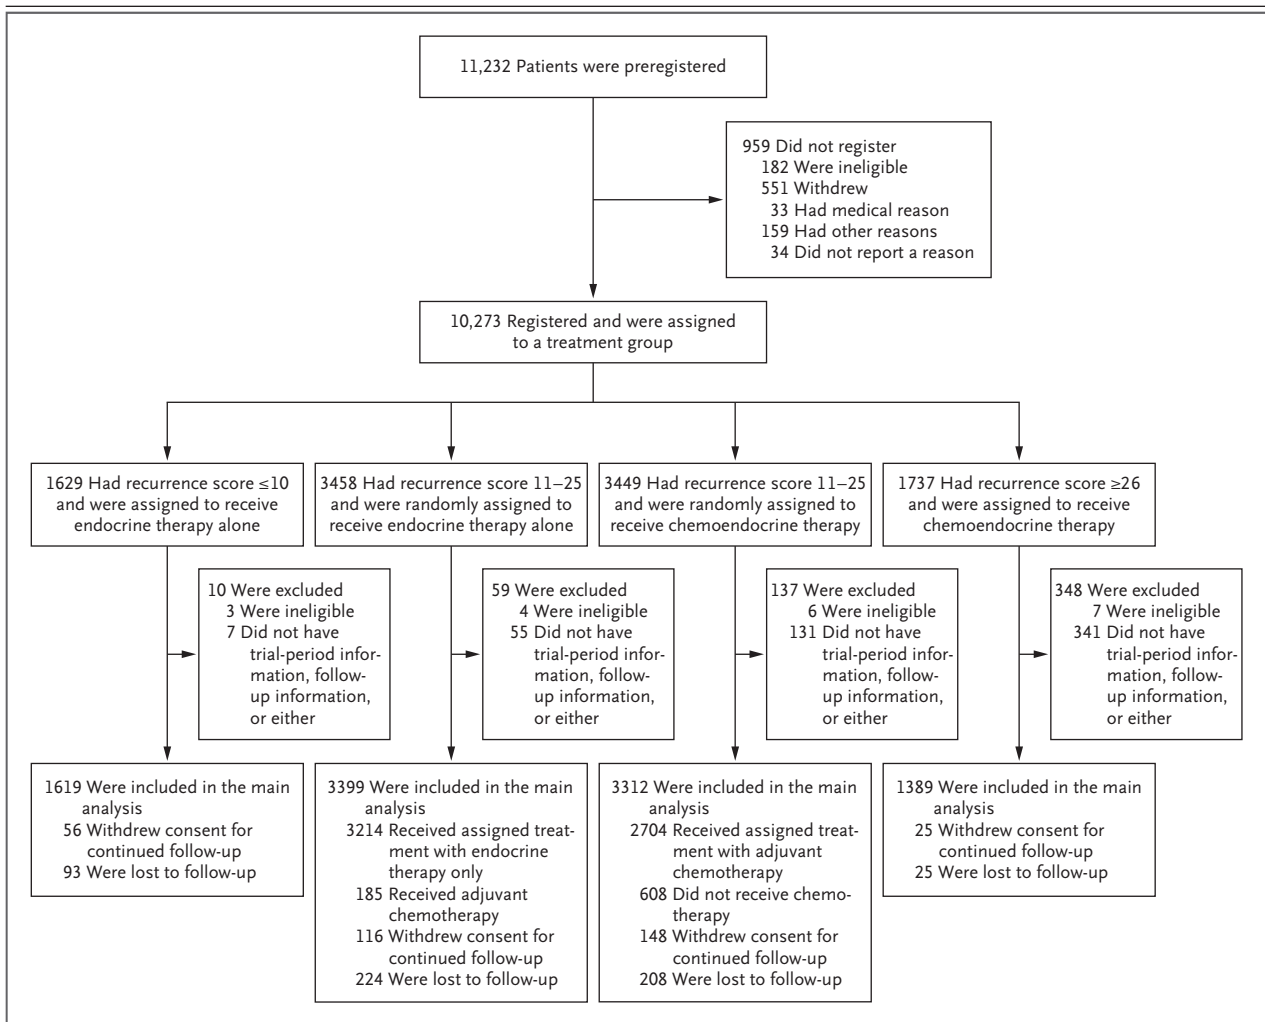 11,232 Patients were preregistered
959 Did not register
182 Were ineligible
551 Withdrew
33 Had medical reason
159 Had other reasons
34 Did not report a reason
10,273 Registered and were assigned
to a treatment group
1629 Had recurrence score ≤10
and were assigned to receive
endocrine therapy alone
3458 Had recurrence score 11–25
and were randomly assigned to
receive endocrine therapy alone
3449 Had recurrence score 11–25
and were randomly assigned to
receive chemoendocrine therapy
1737 Had recurrence score ≥26
and were assigned to receive
chemoendocrine therapy
10 Were excluded
3 Were ineligible
7 Did not have
trial-period infor-
mation, follow-
up information,
or either
59 Were excluded
4 Were ineligible
55 Did not have
trial-period infor-
mation, follow-
up information,
or either
137 Were excluded
6 Were ineligible
131 Did not have
trial-period infor-
mation, follow-
up information,
or either
348 Were excluded
7 Were ineligible
341 Did not have
trial-period infor-
mation, follow-
up information,
or either
1619 Were included in the main
analysis
56 Withdrew consent for
continued follow-up
93 Were lost to follow-up
3399 Were included in the main
analysis
3214 Received assigned treat-
ment with endocrine
therapy only
185 Received adjuvant
chemotherapy
116 Withdrew consent for
continued follow-up
224 Were lost to follow-up
3312 Were included in the main
analysis
2704 Received assigned treat-
ment with adjuvant
chemotherapy
608 Did not receive chemo-
therapy
148 Withdrew consent for
continued follow-up
208 Were lost to follow-up
1389 Were included in the main
analysis
25 Withdrew consent for
continued follow-up
25 Were lost to follow-up